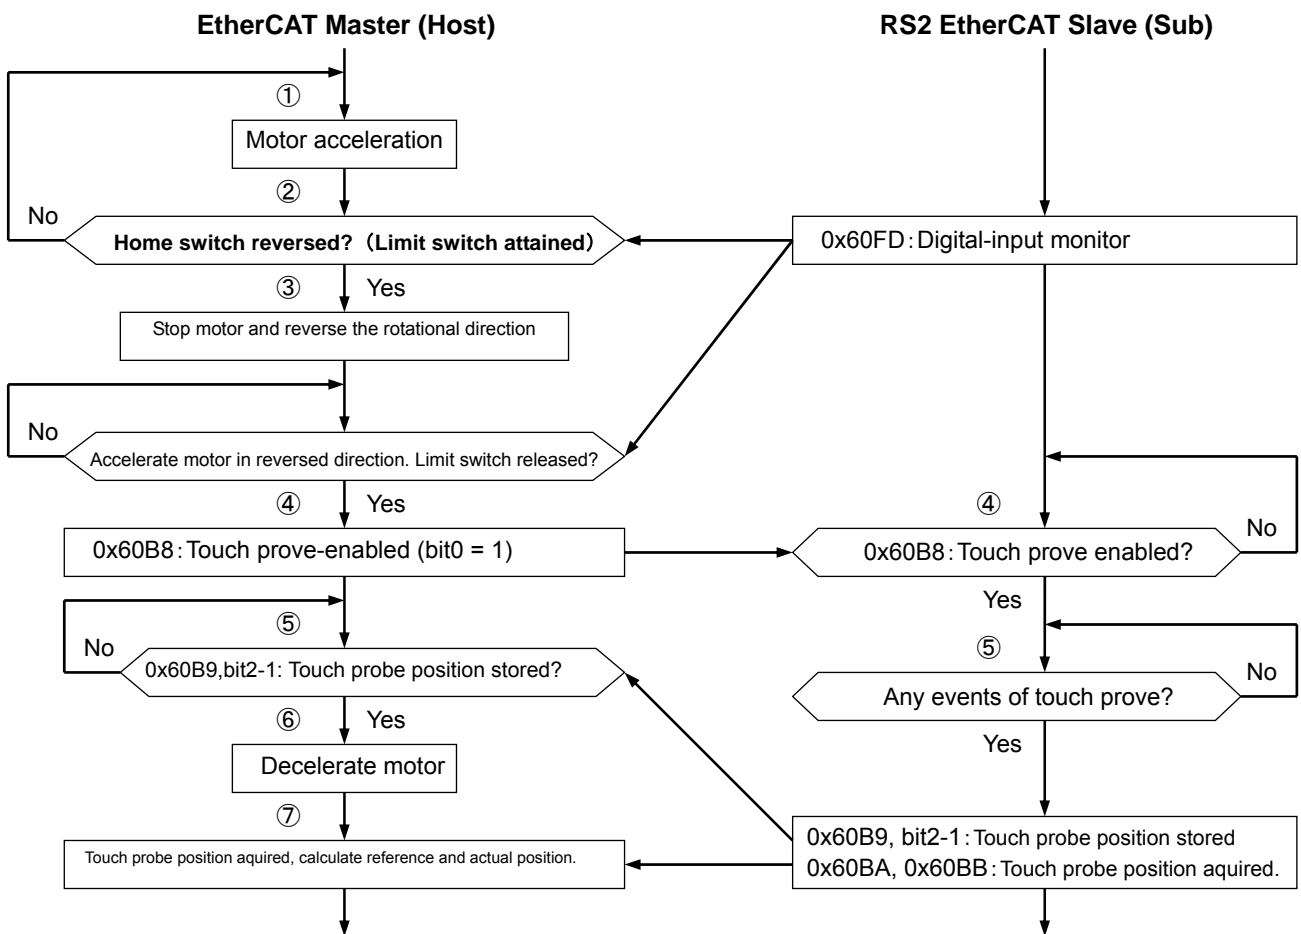 EtherCAT Master (Host)
RS2 EtherCAT Slave (Sub)
①
Motor acceleration
②
No
Home switch reversed?（Limit switch attained）
0x60FD：Digital-input monitor
③
Yes
Stop motor and reverse the rotational direction
No
Accelerate motor in reversed direction. Limit switch released?
④
Yes
④
No
0x60B8：Touch prove-enabled (bit0 = 1)
0x60B8：Touch prove enabled?
Yes
⑤
No
0x60B9,bit2-1: Touch probe position stored?
⑤
No
Any events of touch prove?
⑥
Yes
Yes
Decelerate motor
⑦
Touch probe position aquired, calculate reference and actual position.
0x60B9, bit2-1：Touch probe position stored
0x60BA, 0x60BB：Touch probe position aquired.